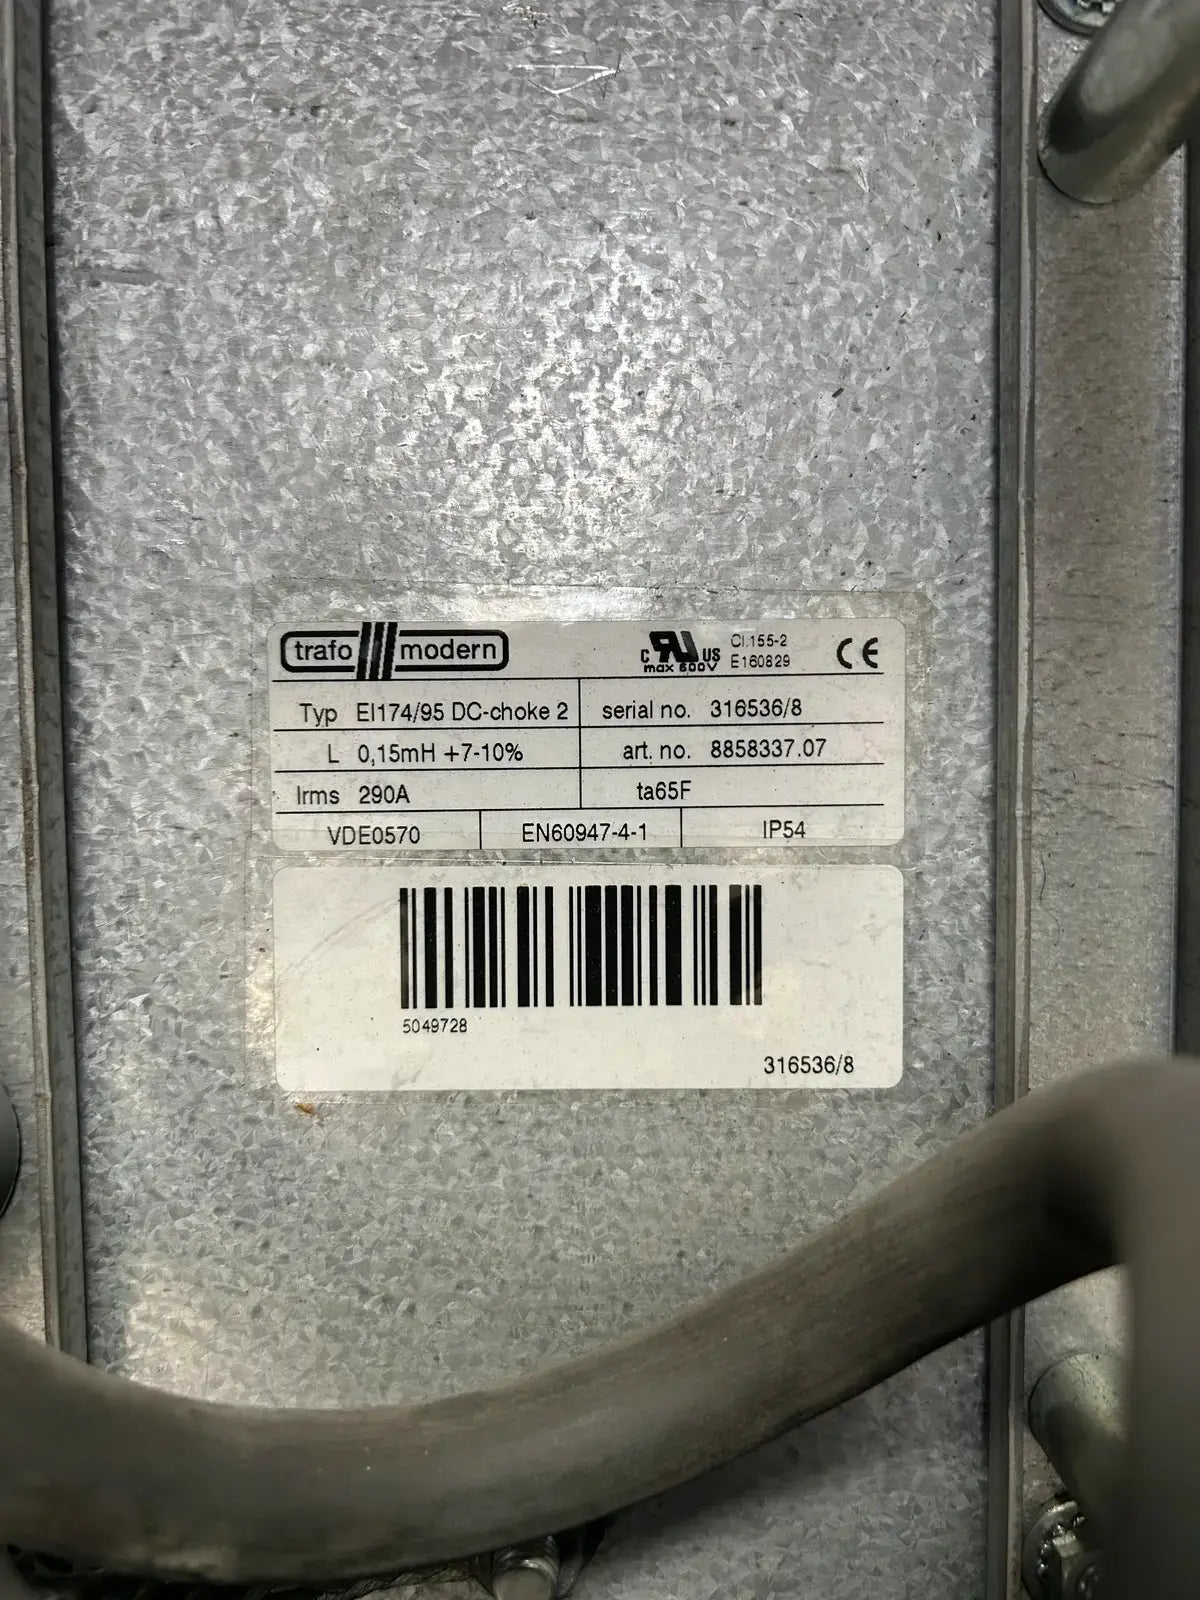 trafo modern
c RU US Cl.155-2
max 600V E160829 CE
Typ EI174/95 DC-choke 2 serial no. 316536/8
L 0,15mH +7-10% art. no. 8858337.07
Irms 290A ta65F
VDE0570 EN60947-4-1 IP54
5049728
316536/8